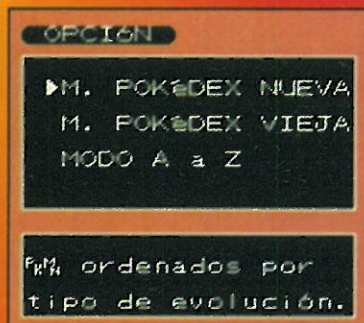 OPCIÓN
▶M. POKéDEX NUEVA
M. POKéDEX VIEJA
MODO A a Z
PKMN ordenados por
tipo de evolución.